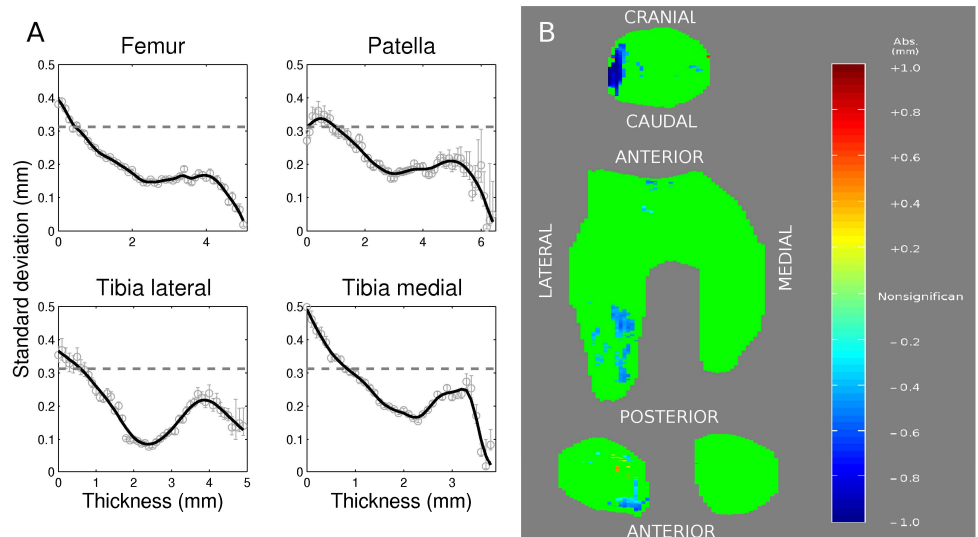 A
Femur
Patella
0.5
0.4
0.3
0.2
0.1
0
0 2 4
0.5
0.4
0.3
0.2
0.1
0
0 2 4 6
Standard deviation (mm)
Tibia lateral
Tibia medial
0.5
0.4
0.3
0.2
0.1
0
0 1 2 3 4 5
Thickness (mm)
0.5
0.4
0.3
0.2
0.1
0
0 1 2 3
Thickness (mm)
B
CRANIAL
CAUDAL
ANTERIOR
LATERAL
MEDIAL
POSTERIOR
ANTERIOR
Abs.
(mm)
+1.0
+0.8
+0.6
+0.4
+0.2
Nonsignifican
-0.2
-0.4
-0.6
-0.8
-1.0